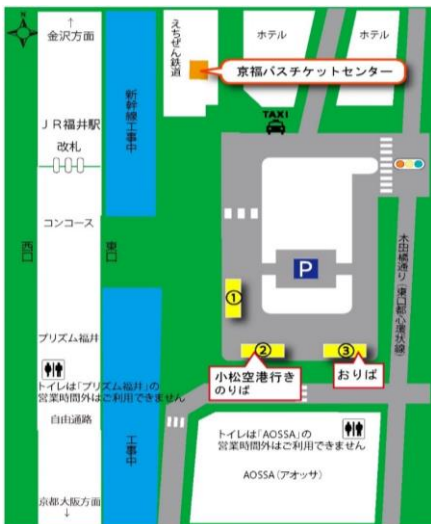 ↑
金沢方面
えちぜん鉄道
ホテル
ホテル
京福バスチケットセンター
新幹線工事中
TAXI
JR福井駅
改札
コンコース
西口
東口
木田橋通り(東口都心環状線)
P
①
②
③
小松空港行き
のりば
おりば
プリズム福井
トイレは「プリズム福井」の
営業時間外はご利用できません
自由通路
工事中
トイレは「AOSSA」の
営業時間外はご利用できません
AOSSA(アオッサ)
京都大阪方面
↓